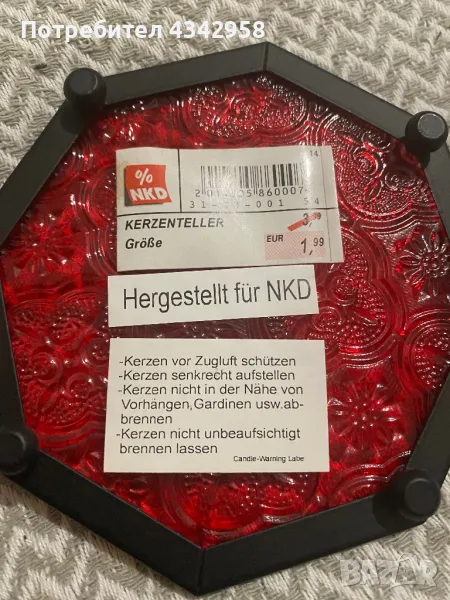 Потребител 4342958
%
NKD
KERZENTELLER
Größe
3,99
EUR 1,99
Hergestellt für NKD
-Kerzen vor Zugluft schützen
-Kerzen senkrecht aufstellen
-Kerzen nicht in der Nähe von
Vorhängen,Gardinen usw.ab-
brennen
-Kerzen nicht unbeaufsichtigt
brennen lassen
Candle-Warning Labe
BAZAR